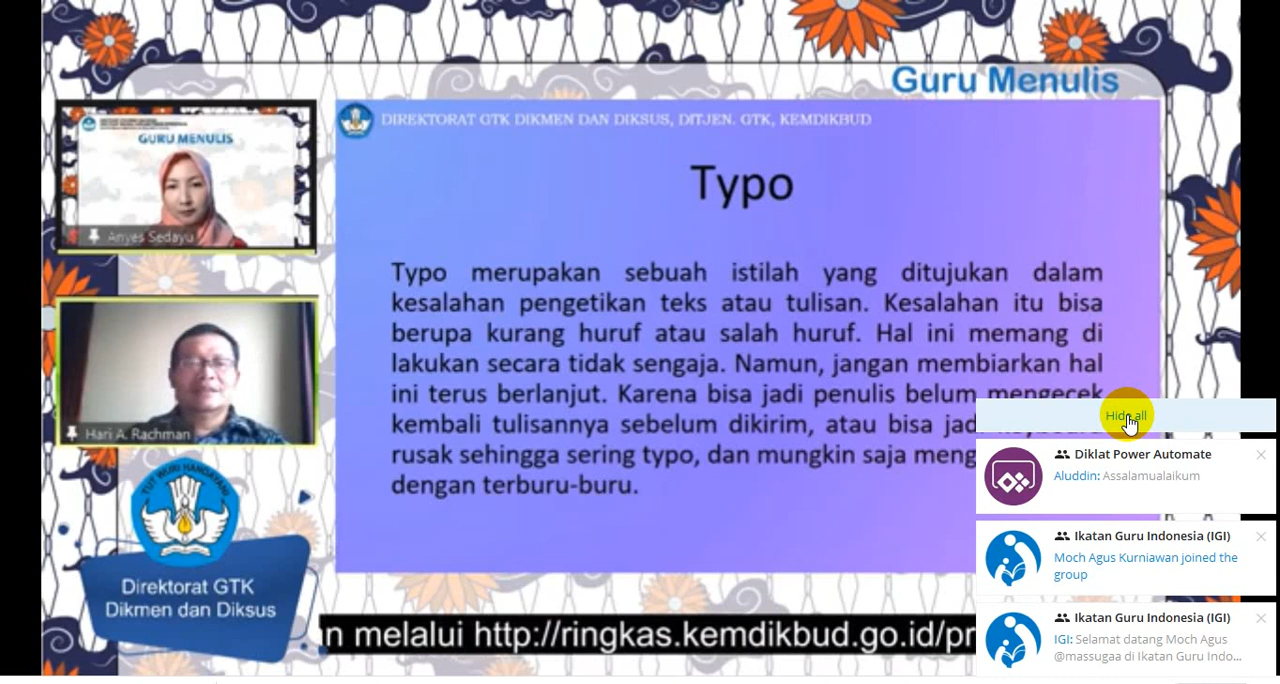 Guru Menulis
GURU MENULIS
Anyes Sedayu
Hari A. Rachman
DIREKTORAT GTK DIKMEN DAN DIKSUS, DITJEN. GTK, KEMDIKBUD
Typo
Typo merupakan sebuah istilah yang ditujukan dalam
kesalahan pengetikan teks atau tulisan. Kesalahan itu bisa
berupa kurang huruf atau salah huruf. Hal ini memang di
lakukan secara tidak sengaja. Namun, jangan membiarkan hal
ini terus berlanjut. Karena bisa jadi penulis belum mengecek
kembali tulisannya sebelum dikirim, atau bisa jad
rusak sehingga sering typo, dan mungkin saja meng
dengan terburu-buru.
TUT WURI HANDAYANI
Direktorat GTK
Dikmen dan Diksus
n melalui http://ringkas.kemdikbud.go.id/pr
Hide all
Diklat Power Automate
Aluddin: Assalamualaikum
Ikatan Guru Indonesia (IGI)
Moch Agus Kurniawan joined the
group
Ikatan Guru Indonesia (IGI)
IGI: Selamat datang Moch Agus
@massugaa di Ikatan Guru Indo...